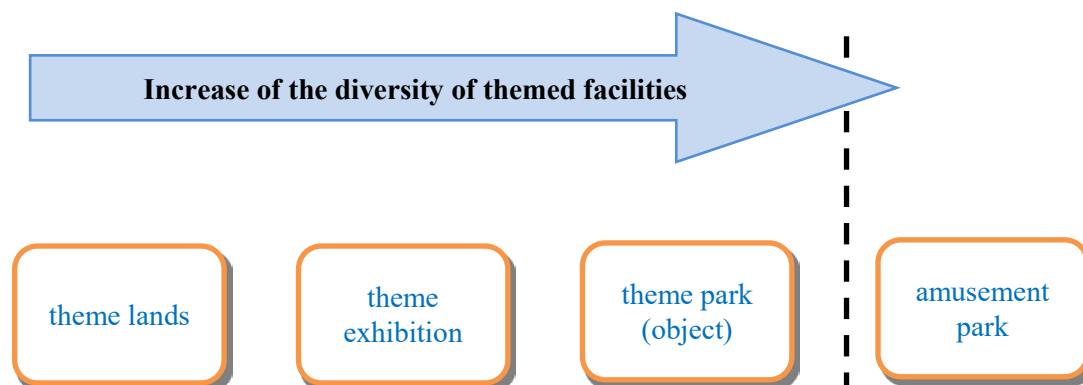 Increase of the diversity of themed facilities
theme lands
theme
exhibition
theme park
(object)
amusement
park